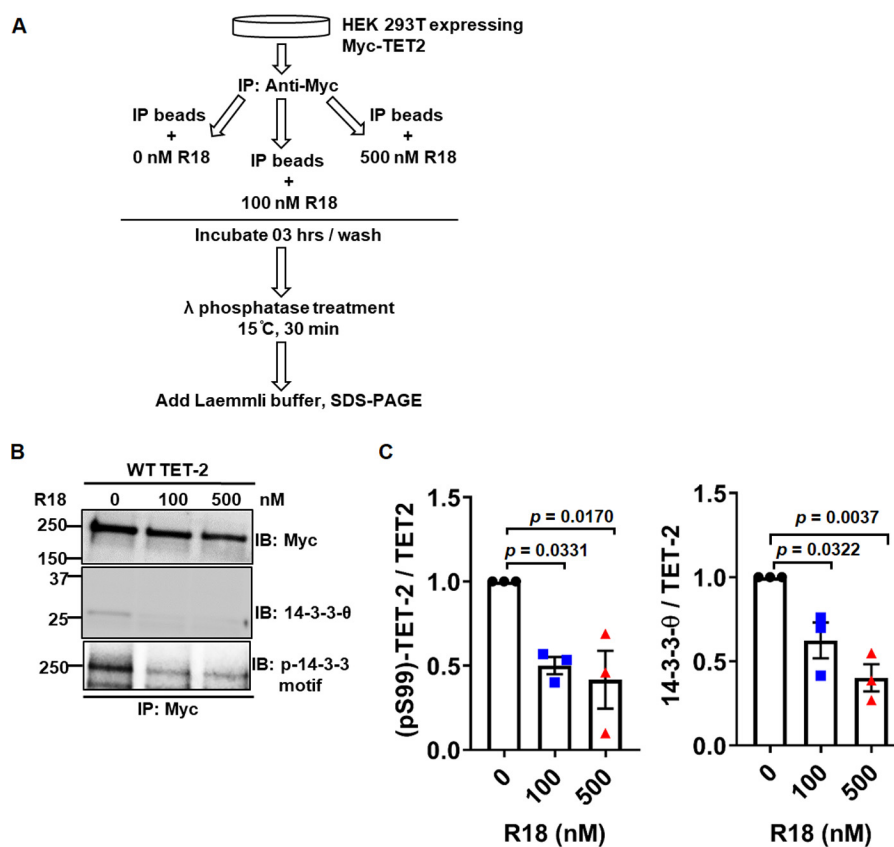 A
HEK 293T expressing
Myc-TET2
IP: Anti-Myc
IP beads
+
0 nM R18
IP beads
+
100 nM R18
IP beads
+
500 nM R18
Incubate 03 hrs / wash
λ phosphatase treatment
15°C, 30 min
Add Laemmli buffer, SDS-PAGE
B
WT TET-2
R18 0 100 500 nM
250
150
IB: Myc
37
25
IB: 14-3-3-θ
250
IB: p-14-3-3
motif
IP: Myc
C
(pS99)-TET-2 / TET2
1.5
1.0
0.5
0.0
p = 0.0170
p = 0.0331
0
100
500
R18 (nM)
14-3-3-θ / TET-2
1.5
1.0
0.5
0.0
p = 0.0037
p = 0.0322
0
100
500
R18 (nM)